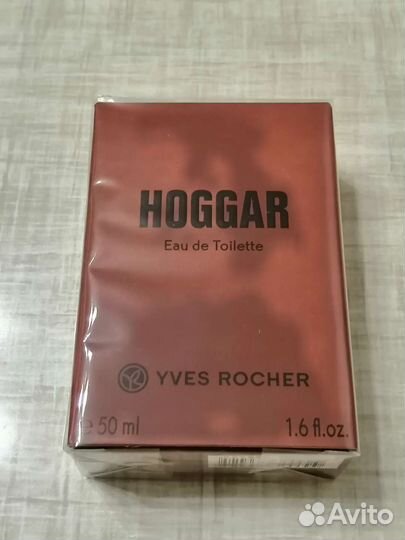 HOGGAR
Eau de Toilette
YVES ROCHER
e 50 ml 1.6 fl.oz.
Avito